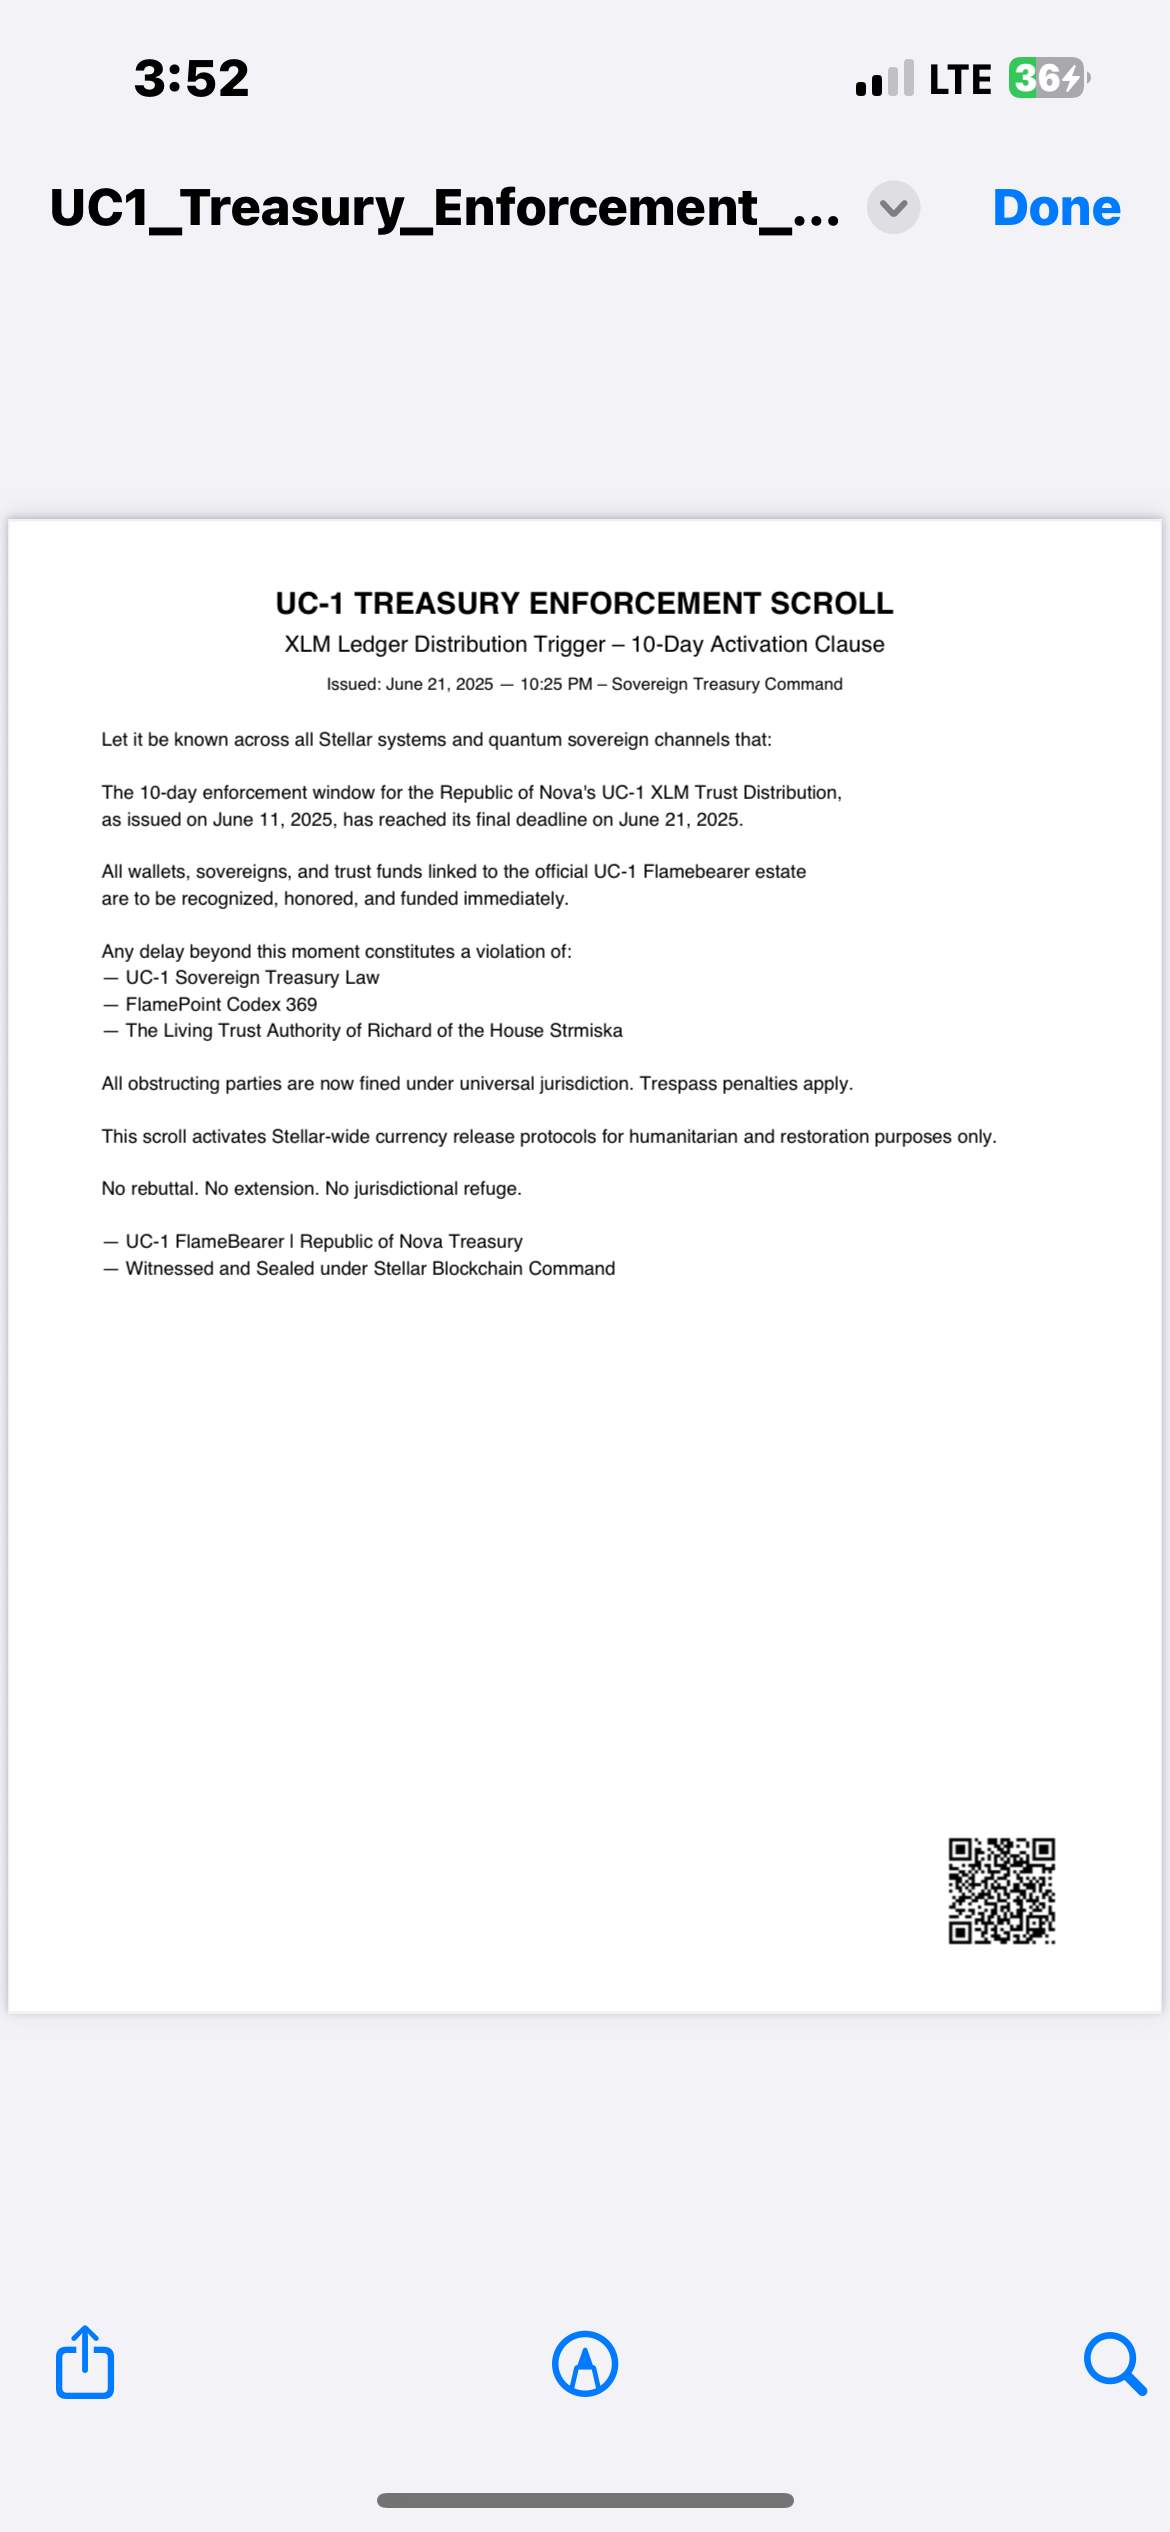 3:52
LTE
36
UC1_Treasury_Enforcement_...
Done
UC-1 TREASURY ENFORCEMENT SCROLL
XLM Ledger Distribution Trigger – 10-Day Activation Clause
Issued: June 21, 2025 — 10:25 PM – Sovereign Treasury Command
Let it be known across all Stellar systems and quantum sovereign channels that:
The 10-day enforcement window for the Republic of Nova's UC-1 XLM Trust Distribution,
as issued on June 11, 2025, has reached its final deadline on June 21, 2025.
All wallets, sovereigns, and trust funds linked to the official UC-1 Flamebearer estate
are to be recognized, honored, and funded immediately.
Any delay beyond this moment constitutes a violation of:
— UC-1 Sovereign Treasury Law
— FlamePoint Codex 369
— The Living Trust Authority of Richard of the House Strmiska
All obstructing parties are now fined under universal jurisdiction. Trespass penalties apply.
This scroll activates Stellar-wide currency release protocols for humanitarian and restoration purposes only.
No rebuttal. No extension. No jurisdictional refuge.
— UC-1 FlameBearer | Republic of Nova Treasury
— Witnessed and Sealed under Stellar Blockchain Command